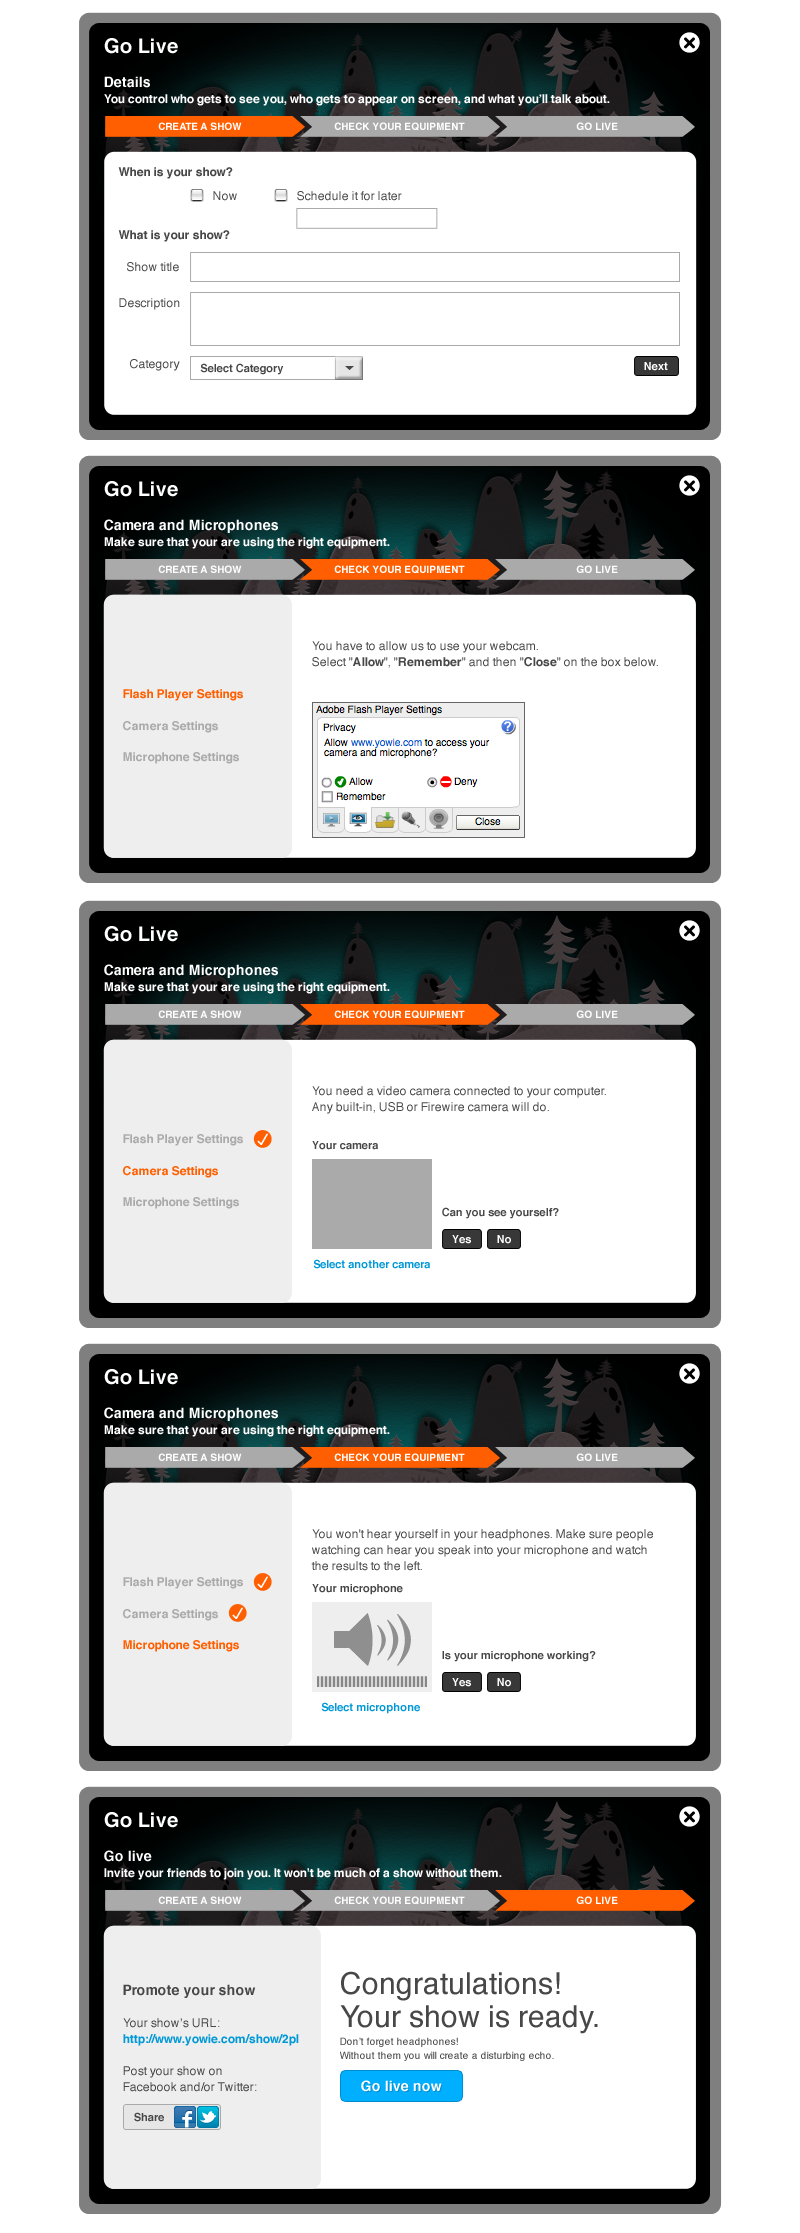 Go Live
Details
You control who gets to see you, who gets to appear on screen, and what you'll talk about.
CREATE A SHOW
CHECK YOUR EQUIPMENT
GO LIVE
When is your show?
Now
Schedule it for later
What is your show?
Show title
Description
Category
Select Category
Next
Go Live
Camera and Microphones
Make sure that your are using the right equipment.
CREATE A SHOW
CHECK YOUR EQUIPMENT
GO LIVE
Flash Player Settings
Camera Settings
Microphone Settings
You have to allow us to use your webcam.
Select "Allow", "Remember" and then "Close" on the box below.
Adobe Flash Player Settings
Privacy
?
Allow www.yowie.com to access your
camera and microphone?
Allow
Deny
Remember
Close
Go Live
Camera and Microphones
Make sure that your are using the right equipment.
CREATE A SHOW
CHECK YOUR EQUIPMENT
GO LIVE
Flash Player Settings
Camera Settings
Microphone Settings
You need a video camera connected to your computer.
Any built-in, USB or Firewire camera will do.
Your camera
Can you see yourself?
Yes
No
Select another camera
Go Live
Camera and Microphones
Make sure that your are using the right equipment.
CREATE A SHOW
CHECK YOUR EQUIPMENT
GO LIVE
Flash Player Settings
Camera Settings
Microphone Settings
You won't hear yourself in your headphones. Make sure people
watching can hear you speak into your microphone and watch
the results to the left.
Your microphone
Is your microphone working?
Yes
No
Select microphone
Go Live
Go live
Invite your friends to join you. It won't be much of a show without them.
CREATE A SHOW
CHECK YOUR EQUIPMENT
GO LIVE
Promote your show
Your show's URL:
http://www.yowie.com/show/2pl
Post your show on
Facebook and/or Twitter:
Share
Congratulations!
Your show is ready.
Don't forget headphones!
Without them you will create a disturbing echo.
Go live now